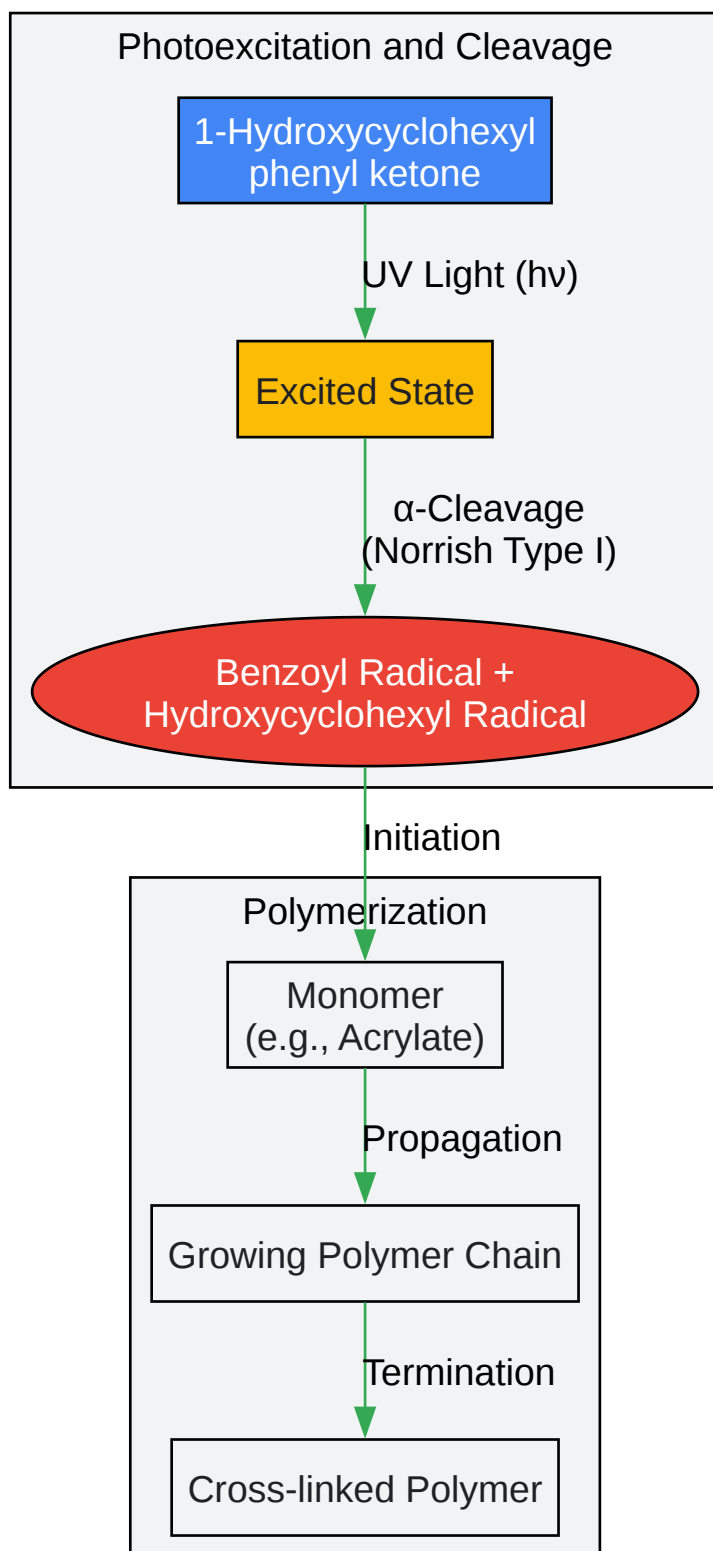 Photoexcitation and Cleavage
1-Hydroxycyclohexyl
phenyl ketone
UV Light (hν)
Excited State
α-Cleavage
(Norrish Type I)
Benzoyl Radical +
Hydroxycyclohexyl Radical
Initiation
Polymerization
Monomer
(e.g., Acrylate)
Propagation
Growing Polymer Chain
Termination
Cross-linked Polymer